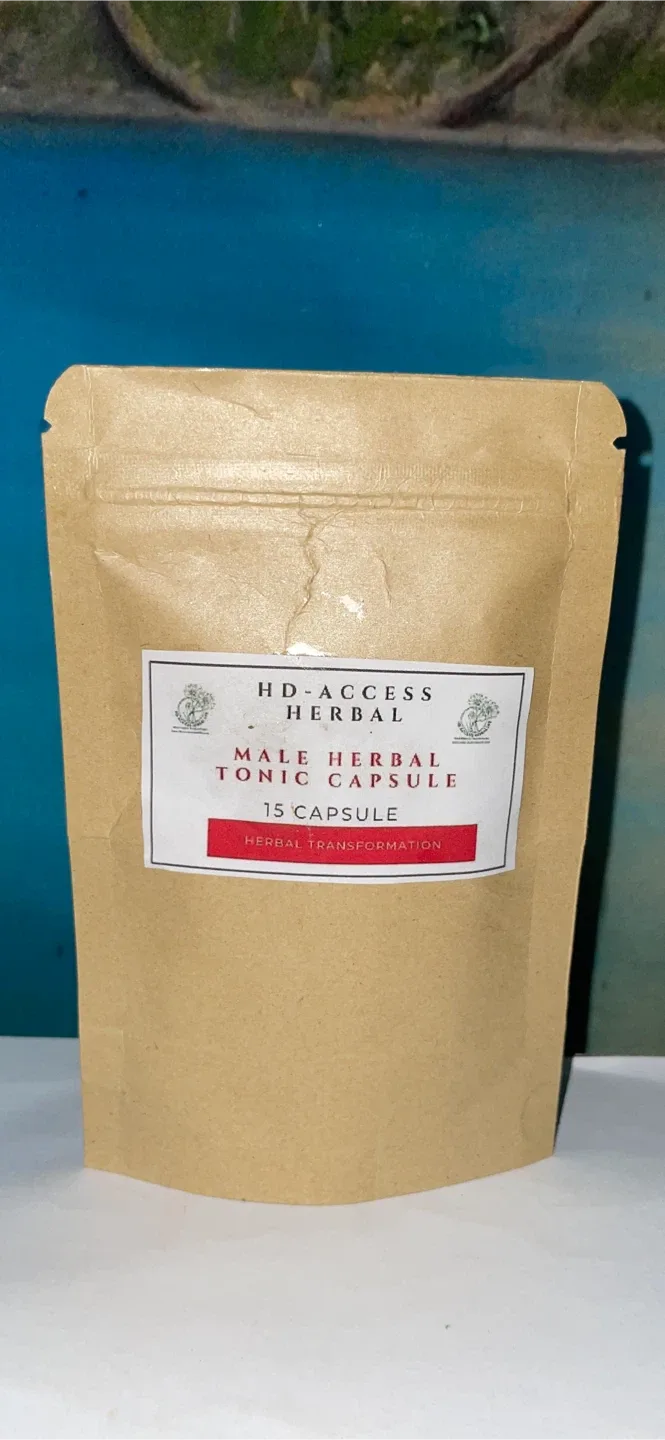 HD-ACCESS
HERBAL
MALE HERBAL
TONIC CAPSULE
15 CAPSULE
HERBAL TRANSFORMATION